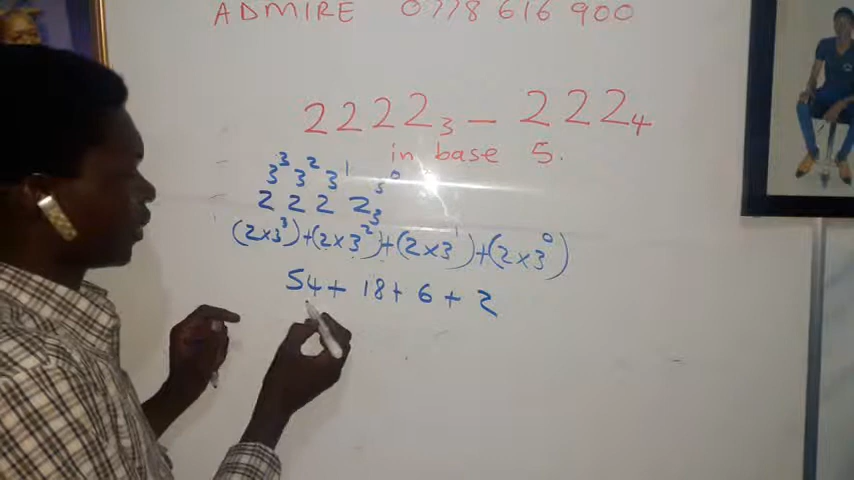 ADMIRE 0778 616 900
2222₃ — 222₄
in base 5.
3³ 3² 3¹ 3⁰
2 2 2 2₃
(2×3³)+(2×3²)+(2×3¹)+(2×3⁰)
54+ 18+ 6 + 2